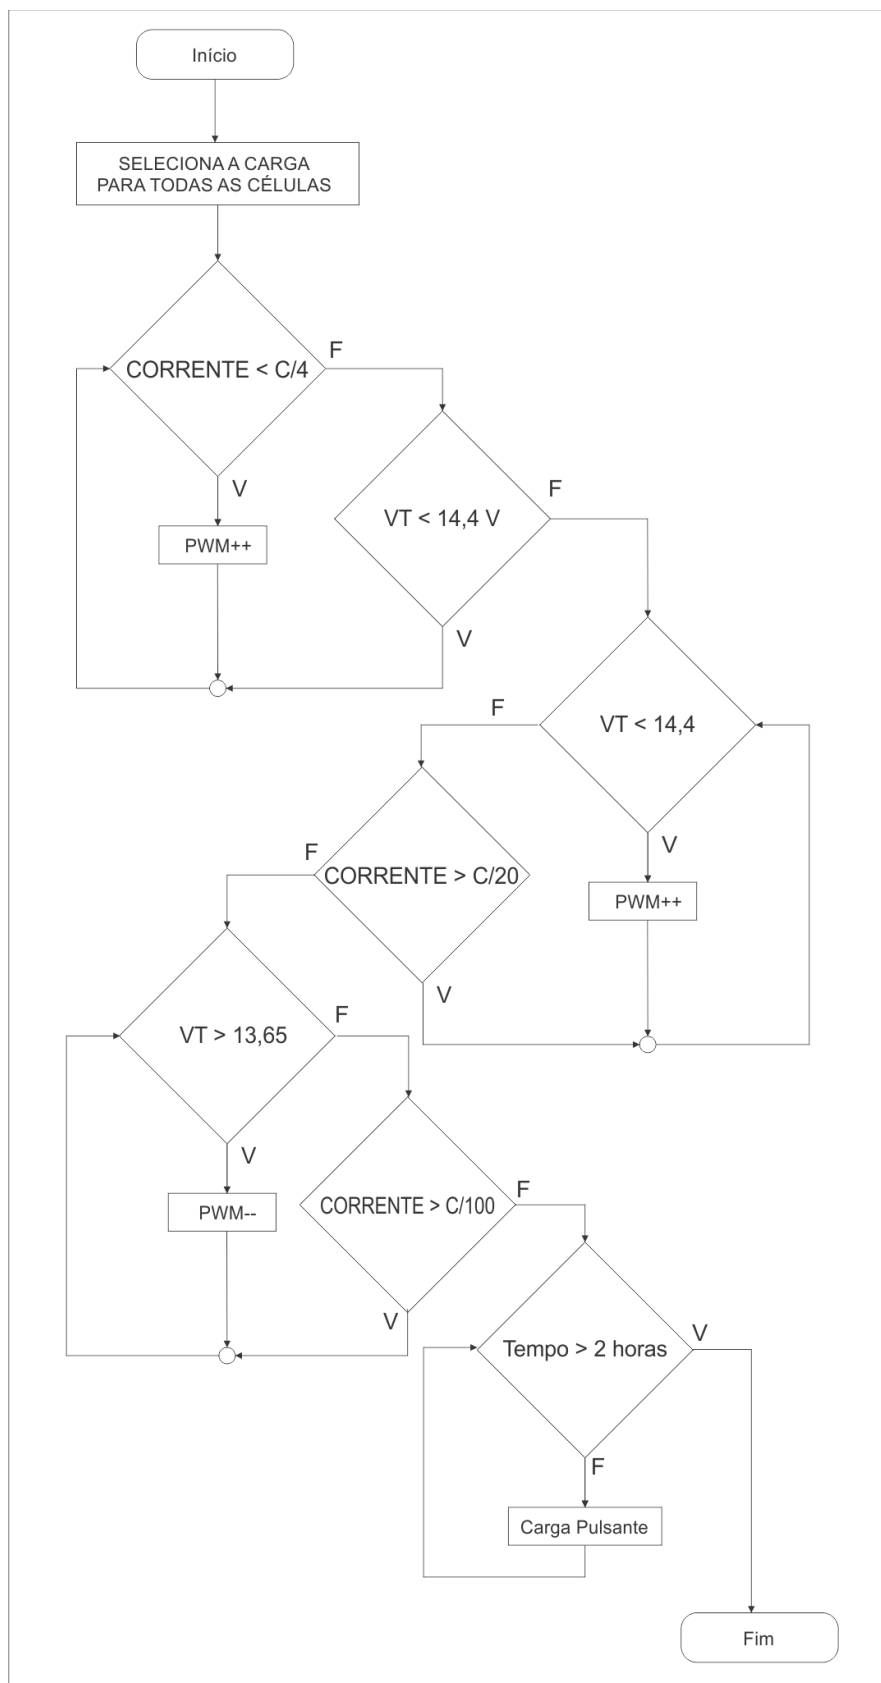 Início
SELECIONA A CARGA
PARA TODAS AS CÉLULAS
CORRENTE < C/4
F
V
PWM++
VT < 14,4 V
F
V
VT < 14,4
F
V
PWM++
CORRENTE > C/20
F
V
VT > 13,65
F
V
PWM--
CORRENTE > C/100
F
V
Tempo > 2 horas
V
F
Carga Pulsante
Fim